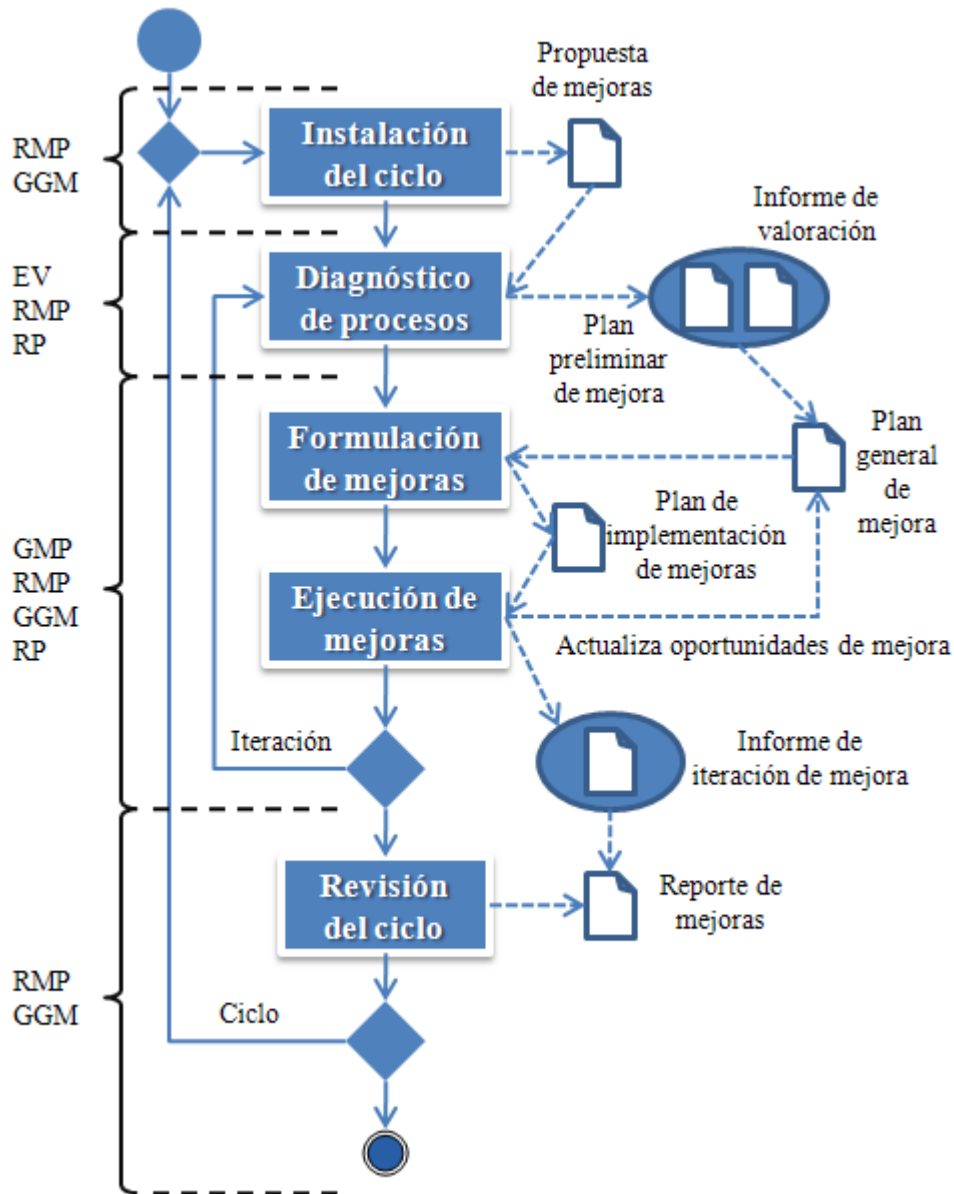 Propuesta
de mejoras
RMP
GGM
Instalación
del ciclo
Informe de
valoración
EV
RMP
RP
Diagnóstico
de procesos
Plan
preliminar
de mejora
Formulación
de mejoras
Plan
general
de
mejora
Plan de
implementación
de mejoras
GMP
RMP
GGM
RP
Ejecución de
mejoras
Actualiza oportunidades de mejora
Iteración
Informe de
iteración de mejora
Revisión
del ciclo
Reporte de
mejoras
RMP
GGM
Ciclo